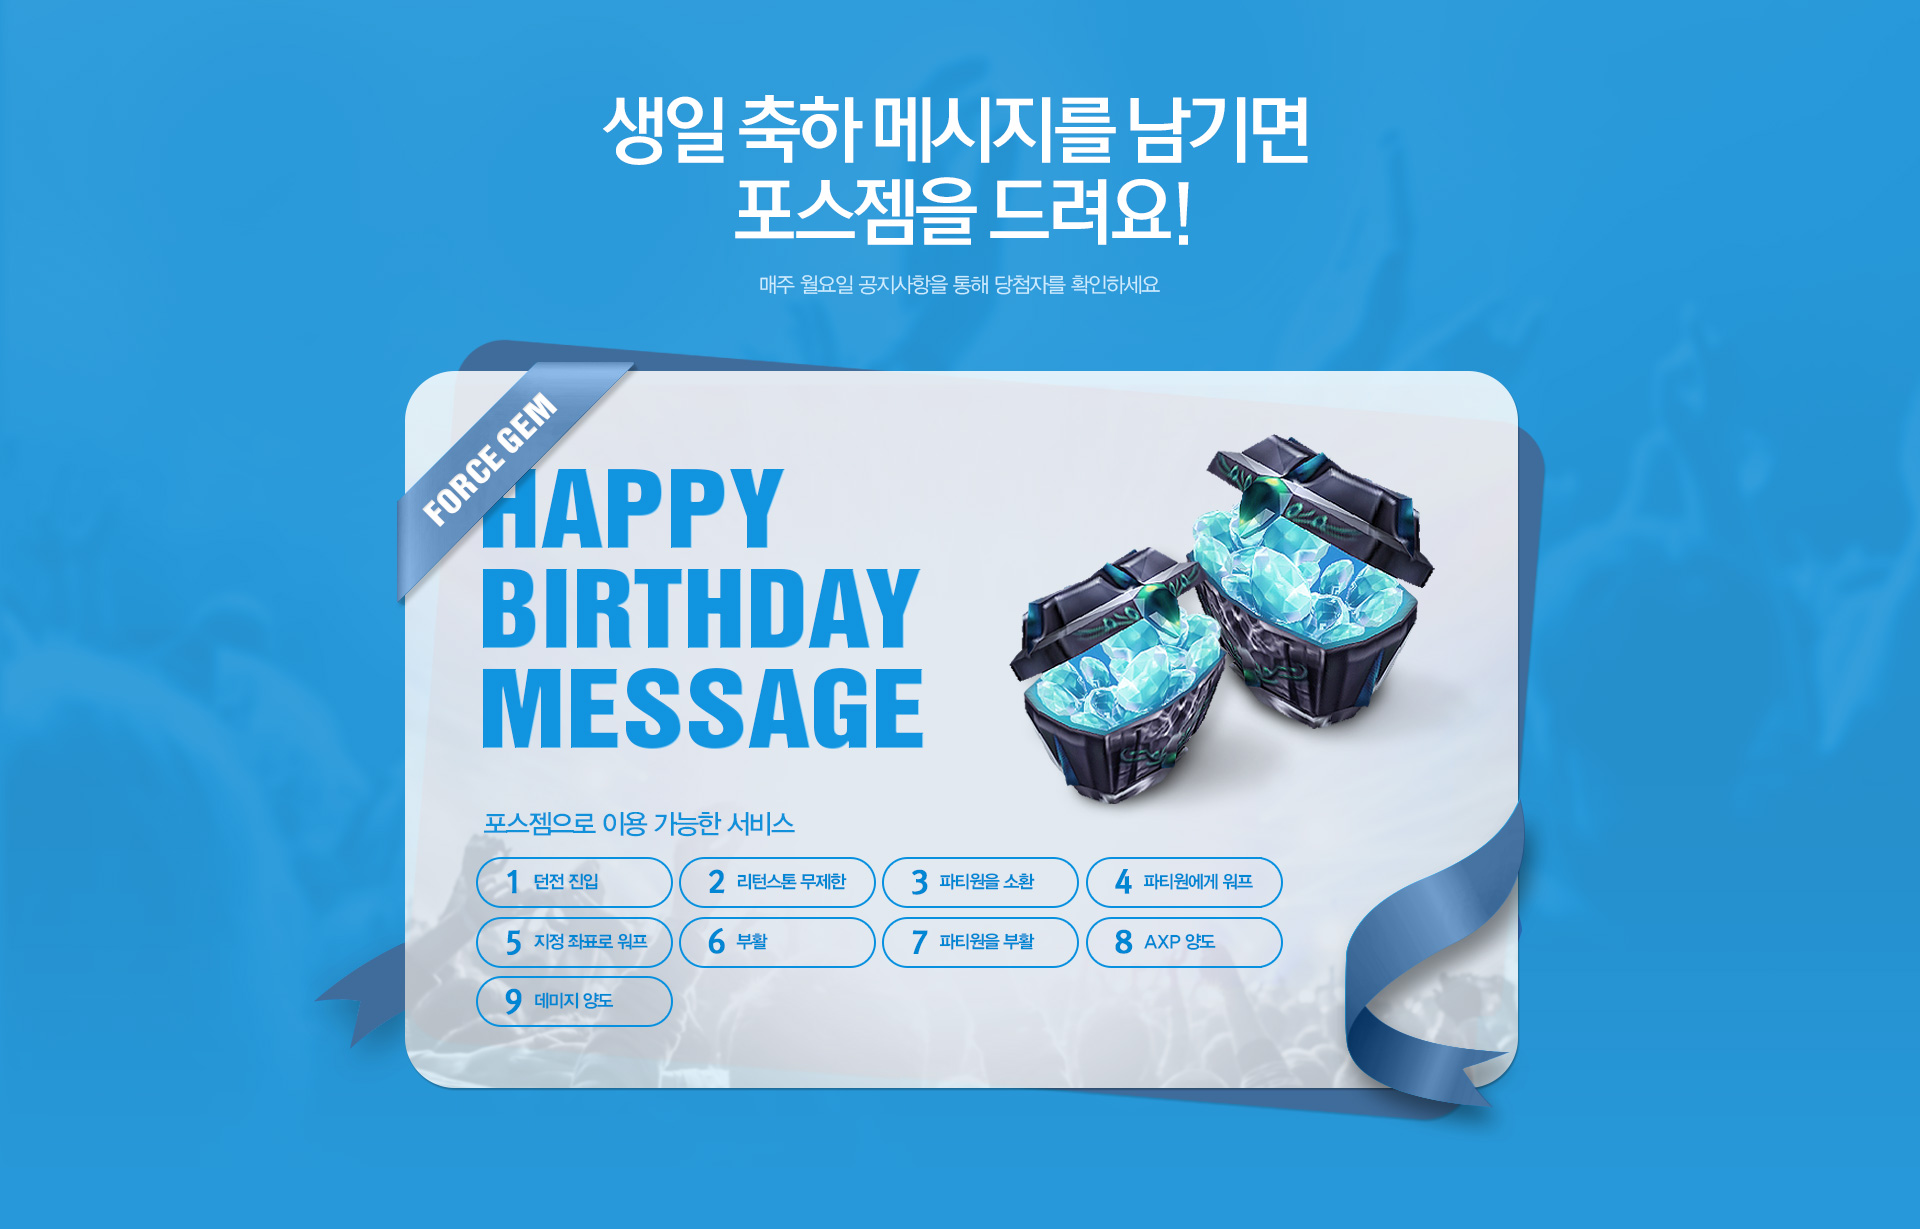 생일 축하 메시지를 남기면
포스젬을 드려요!
매주 월요일 공지사항을 통해 당첨자를 확인하세요
FORCE GEM
HAPPY
BIRTHDAY
MESSAGE
포스젬으로 이용 가능한 서비스
1 던전 진입
2 리턴스톤 무제한
3 파티원을 소환
4 파티원에게 워프
5 지정 좌표로 워프
6 부활
7 파티원을 부활
8 AXP 양도
9 데미지 양도